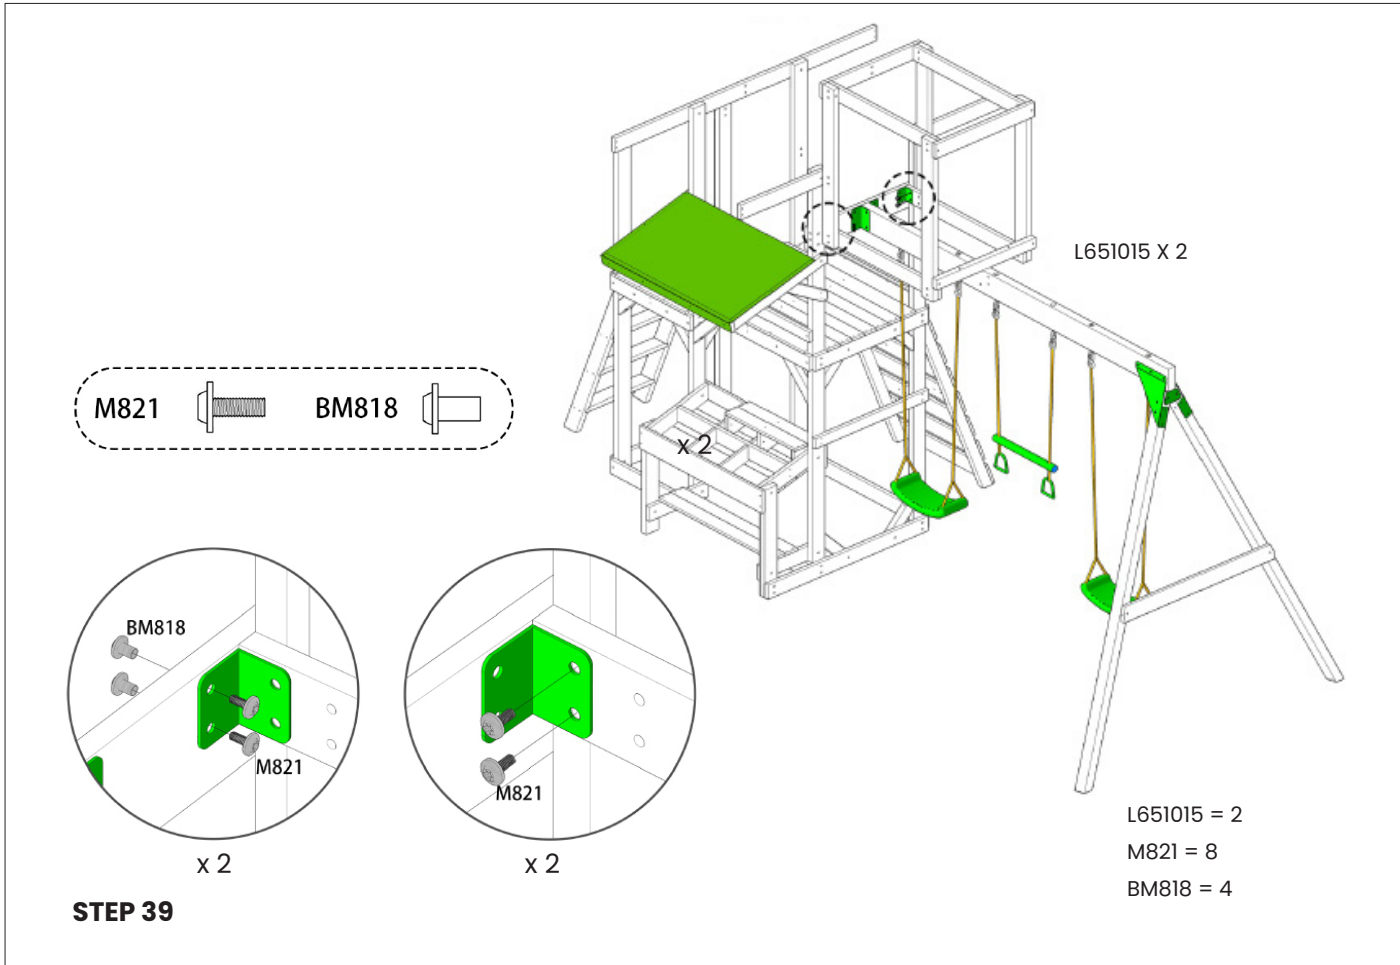 L651015 X 2
M821
BM818
x 2
BM818
M821
x 2
M821
x 2
L651015 = 2
M821 = 8
BM818 = 4
STEP 39